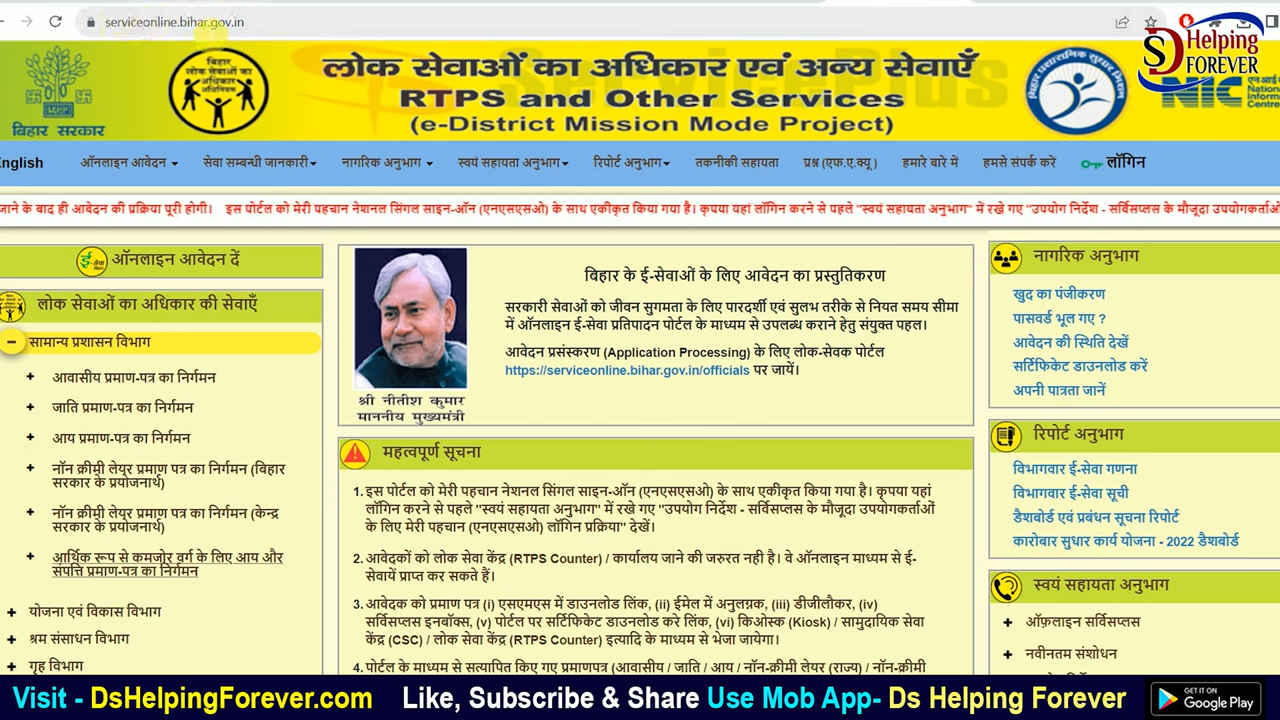 serviceonline.bihar.gov.in
DS Helping
FOREVER
बिहार
लोक सेवाओं का
अधिकार
अधिनियम
बिहार सरकार
लोक सेवाओं का अधिकार एवं अन्य सेवाएँ
RTPS and Other Services
(e-District Mission Mode Project)
बिहार प्रशासनिक सुधार मिशन
NIC
एन आई
National
Informa
Centre
English ऑनलाइन आवेदन सेवा सम्बन्धी जानकारी नागरिक अनुभाग स्वयं सहायता अनुभाग रिपोर्ट अनुभाग तकनीकी सहायता प्रश्न (एफ.ए.क्यू) हमारे बारे में हमसे संपर्क करें लॉगिन
जाने के बाद ही आवेदन की प्रक्रिया पूरी होगी। इस पोर्टल को मेरी पहचान नेशनल सिंगल साइन-ऑन (एनएसएसओ) के साथ एकीकृत किया गया है। कृपया यहां लॉगिन करने से पहले "स्वयं सहायता अनुभाग" में रखे गए "उपयोग निर्देश - सर्विसप्लस के मौजूदा उपयोगकर्ताओं
ऑनलाइन आवेदन दें
लोक सेवाओं का अधिकार की सेवाएँ
सामान्य प्रशासन विभाग
आवासीय प्रमाण-पत्र का निर्गमन
जाति प्रमाण-पत्र का निर्गमन
आय प्रमाण-पत्र का निर्गमन
नॉन क्रीमी लेयर प्रमाण पत्र का निर्गमन (बिहार
सरकार के प्रयोजनार्थ)
नॉन क्रीमी लेयर प्रमाण पत्र का निर्गमन (केन्द्र
सरकार के प्रयोजनार्थ)
आर्थिक रूप से कमजोर वर्ग के लिए आय और
संपत्ति प्रमाण-पत्र का निर्गमन
योजना एवं विकास विभाग
श्रम संसाधन विभाग
गृह विभाग
श्री नीतीश कुमार
माननीय मुख्यमंत्री
बिहार के ई-सेवाओं के लिए आवेदन का प्रस्तुतिकरण
सरकारी सेवाओं को जीवन सुगमता के लिए पारदर्शी एवं सुलभ तरीके से नियत समय सीमा
में ऑनलाइन ई-सेवा प्रतिपादन पोर्टल के माध्यम से उपलब्ध कराने हेतु संयुक्त पहल।
आवेदन प्रसंस्करण (Application Processing) के लिए लोक-सेवक पोर्टल
https://serviceonline.bihar.gov.in/officials पर जायें।
महत्वपूर्ण सूचना
1. इस पोर्टल को मेरी पहचान नेशनल सिंगल साइन-ऑन (एनएसएसओ) के साथ एकीकृत किया गया है। कृपया यहां
लॉगिन करने से पहले "स्वयं सहायता अनुभाग" में रखे गए "उपयोग निर्देश - सर्विसप्लस के मौजूदा उपयोगकर्ताओं
के लिए मेरी पहचान (एनएसएसओ) लॉगिन प्रक्रिया" देखें।
2. आवेदकों को लोक सेवा केंद्र (RTPS Counter) / कार्यालय जाने की जरुरत नही है। वे ऑनलाइन माध्यम से ई-
सेवायें प्राप्त कर सकते हैं।
3. आवेदक को प्रमाण पत्र (i) एसएमएस में डाउनलोड लिंक, (ii) ईमेल में अनुलग्नक, (iii) डीजीलौकर, (iv)
सर्विसप्लस इनबॉक्स, (v) पोर्टल पर सर्टिफिकेट डाउनलोड करे लिंक, (vi) किओस्क (Kiosk) / सामुदायिक सेवा
केंद्र (CSC) / लोक सेवा केंद्र (RTPS Counter) इत्यादि के माध्यम से भेजा जायेगा।
4. पोर्टल के माध्यम से सत्यापित किए गए प्रमाणपत्र (आवासीय / जाति / आय / नॉन-क्रीमी लेयर (राज्य) / नॉन-क्रीमी
नागरिक अनुभाग
खुद का पंजीकरण
पासवर्ड भूल गए ?
आवेदन की स्थिति देखें
सर्टिफिकेट डाउनलोड करें
अपनी पात्रता जानें
रिपोर्ट अनुभाग
विभागवार ई-सेवा गणना
विभागवार ई-सेवा सूची
डैशबोर्ड एवं प्रबंधन सूचना रिपोर्ट
कारोबार सुधार कार्य योजना - 2022 डैशबोर्ड
स्वयं सहायता अनुभाग
ऑफ़लाइन सर्विसप्लस
नवीनतम संशोधन
Visit - DsHelpingForever.com Like, Subscribe & Share Use Mob App- Ds Helping Forever
GET IT ON
Google Play